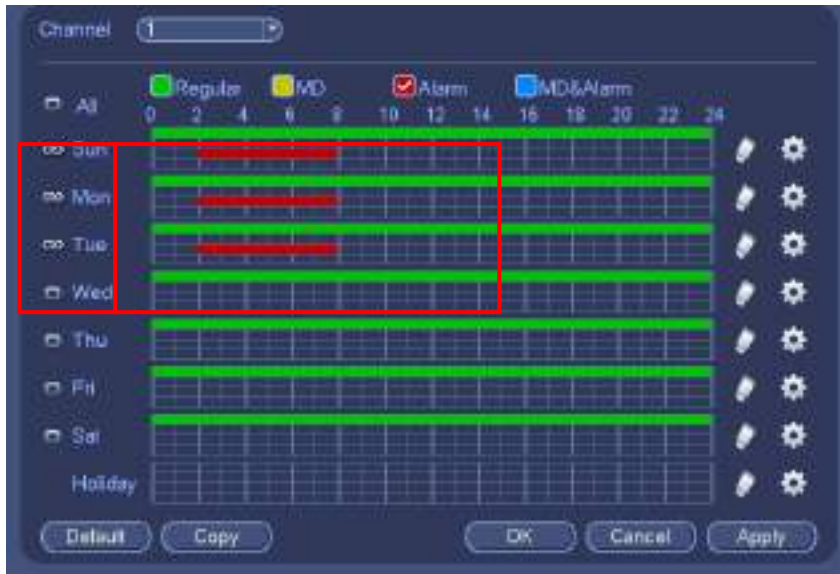 Channel 1
Regular MD Alarm MD&Alarm
All 0 2 4 6 8 10 12 14 16 18 20 22 24
Sun
Mon
Tue
Wed
Thu
Fri
Sat
Holiday
Default Copy OK Cancel Apply